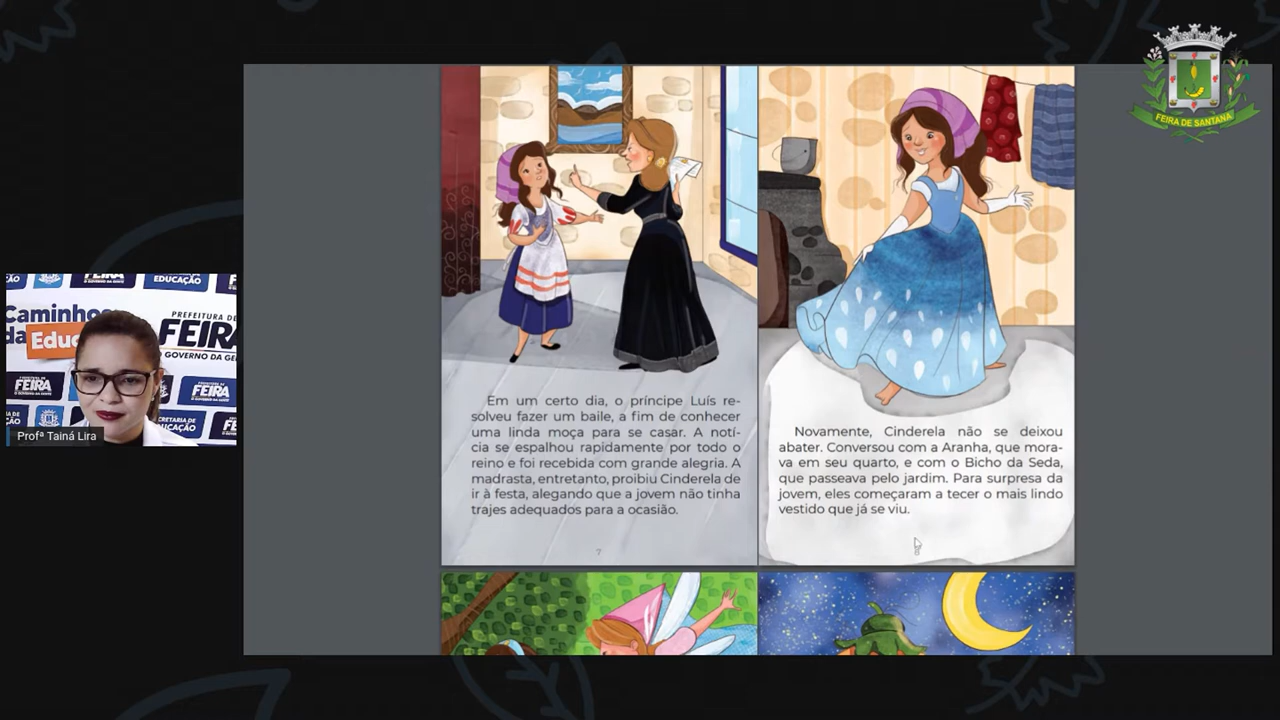 FEIRA DE SANTANA
EDUCAÇÃO
Caminhos
da Educ
PREFEITURA DE
FEIRA
O GOVERNO DA GE
FEIRA
FEIRA
Profª Tainá Lira
Em um certo dia, o príncipe Luís re-
solveu fazer um baile, a fim de conhecer
uma linda moça para se casar. A notí-
cia se espalhou rapidamente por todo o
reino e foi recebida com grande alegria. A
madrasta, entretanto, proibiu Cinderela de
ir à festa, alegando que a jovem não tinha
trajes adequados para a ocasião.
7
Novamente, Cinderela não se deixou
abater. Conversou com a Aranha, que mora-
va em seu quarto, e com o Bicho da Seda,
que passeava pelo jardim. Para surpresa da
jovem, eles começaram a tecer o mais lindo
vestido que já se viu.